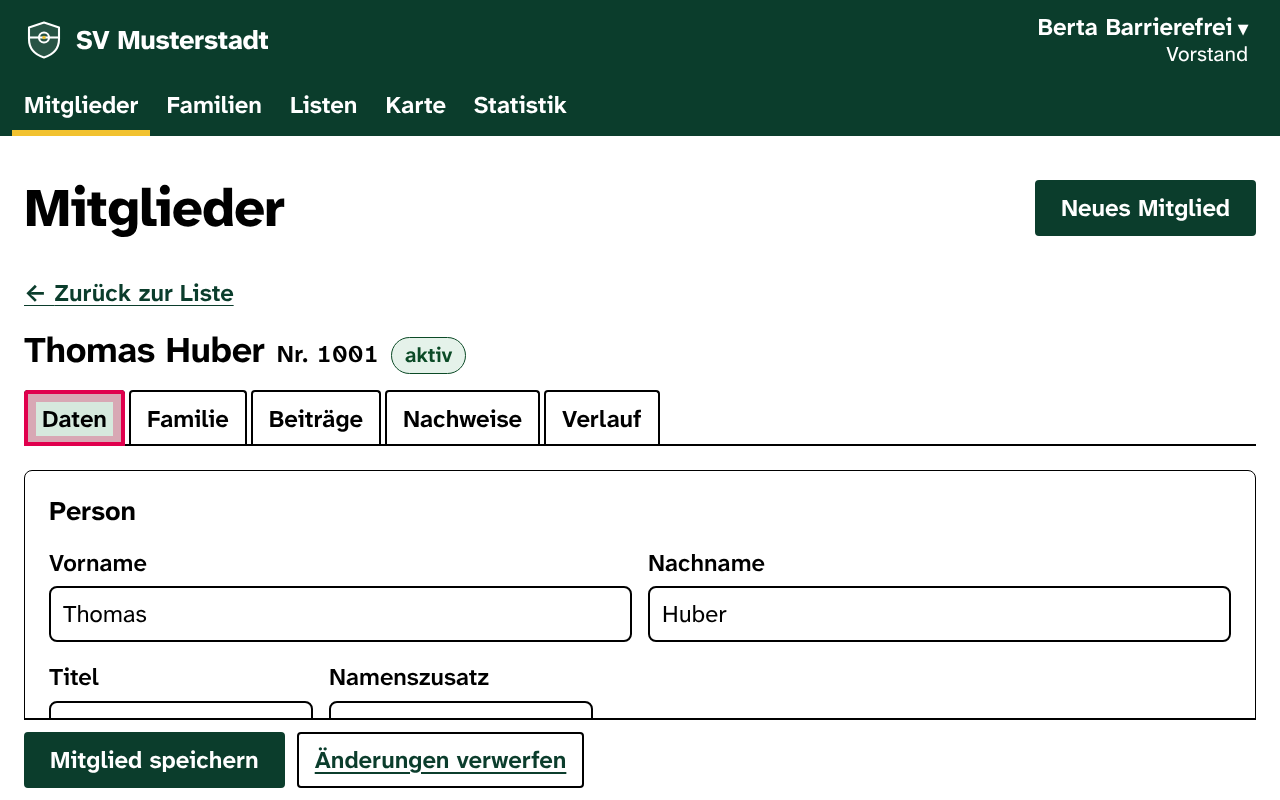 SV Musterstadt
Berta Barrierefrei ▾
Vorstand
Mitglieder Familien Listen Karte Statistik
Mitglieder
Neues Mitglied
← Zurück zur Liste
Thomas Huber Nr. 1001 aktiv
Daten Familie Beiträge Nachweise Verlauf
Person
Vorname Nachname
Thomas Huber
Titel Namenszusatz
Mitglied speichern Änderungen verwerfen